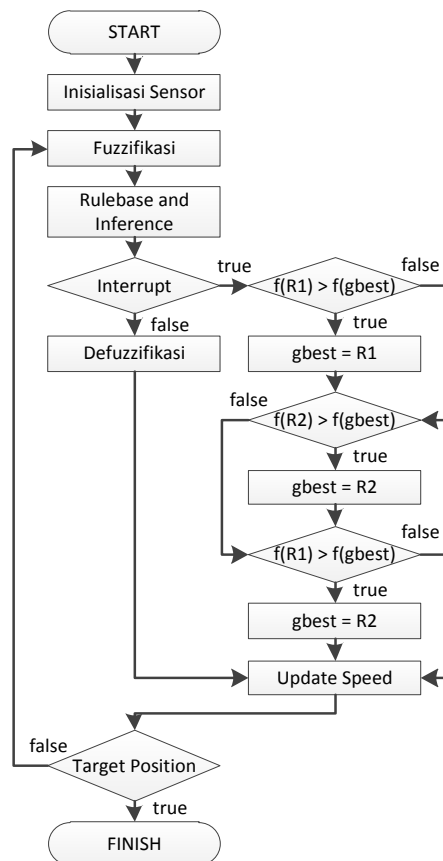 START
Inisialisasi Sensor
Fuzzifikasi
Rulebase and
Inference
Interrupt
true
f(R1) > f(gbest)
false
false
true
Defuzzifikasi
gbest = R1
false
f(R2) > f(gbest)
true
gbest = R2
f(R1) > f(gbest)
false
true
gbest = R2
Update Speed
false
Target Position
true
FINISH